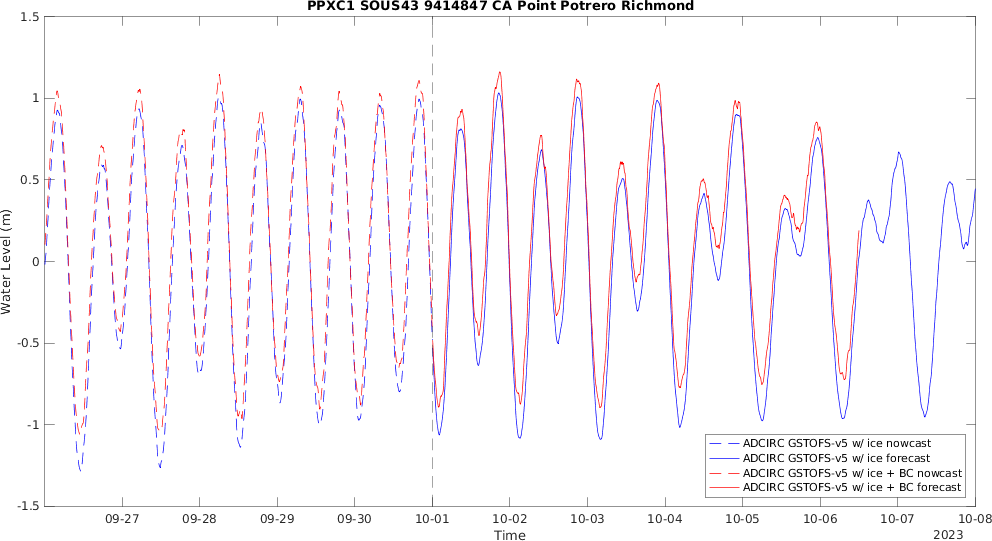 PPXC1 SOUS43 9414847 CA Point Potrero Richmond
1.5
1
0.5
0
-0.5
-1
-1.5
Water Level (m)
09-27 09-28 09-29 09-30 10-01 10-02 10-03 10-04 10-05 10-06 10-07 10-08
Time
2023
ADCIRC GSTOFS-v5 w/ ice nowcast
ADCIRC GSTOFS-v5 w/ ice forecast
ADCIRC GSTOFS-v5 w/ ice + BC nowcast
ADCIRC GSTOFS-v5 w/ ice + BC forecast